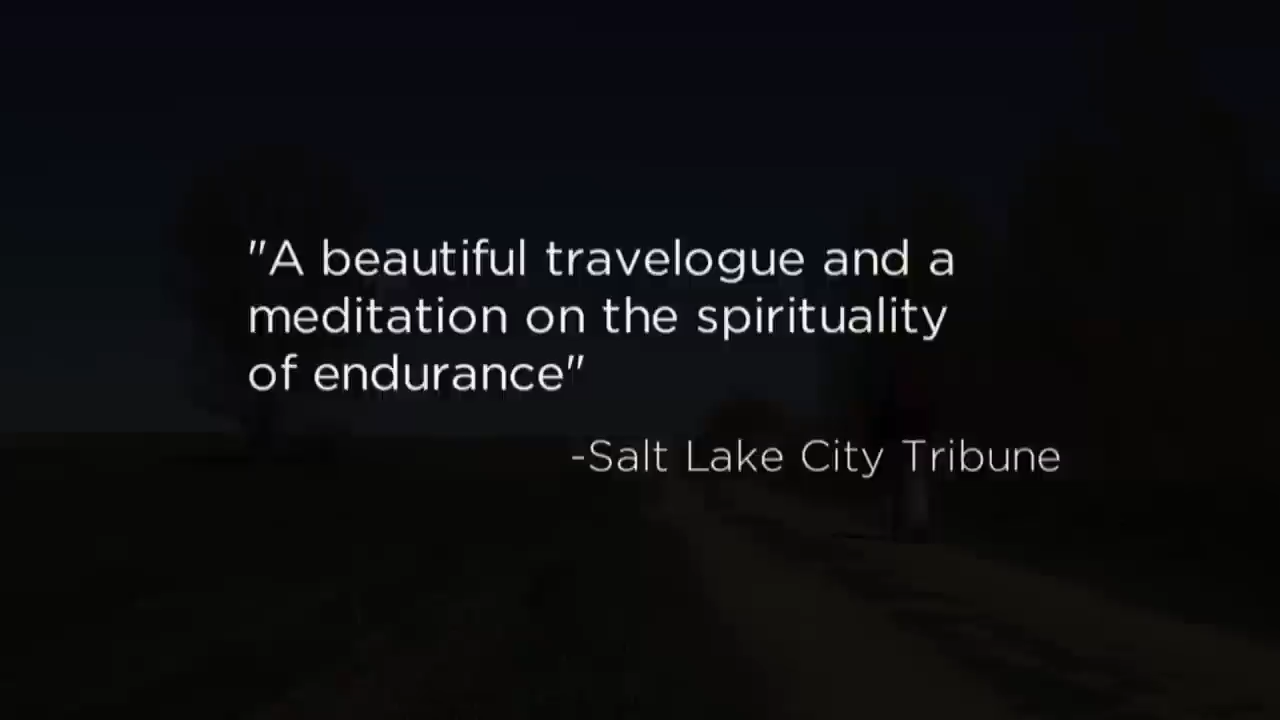 "A beautiful travelogue and a
meditation on the spirituality
of endurance"
-Salt Lake City Tribune